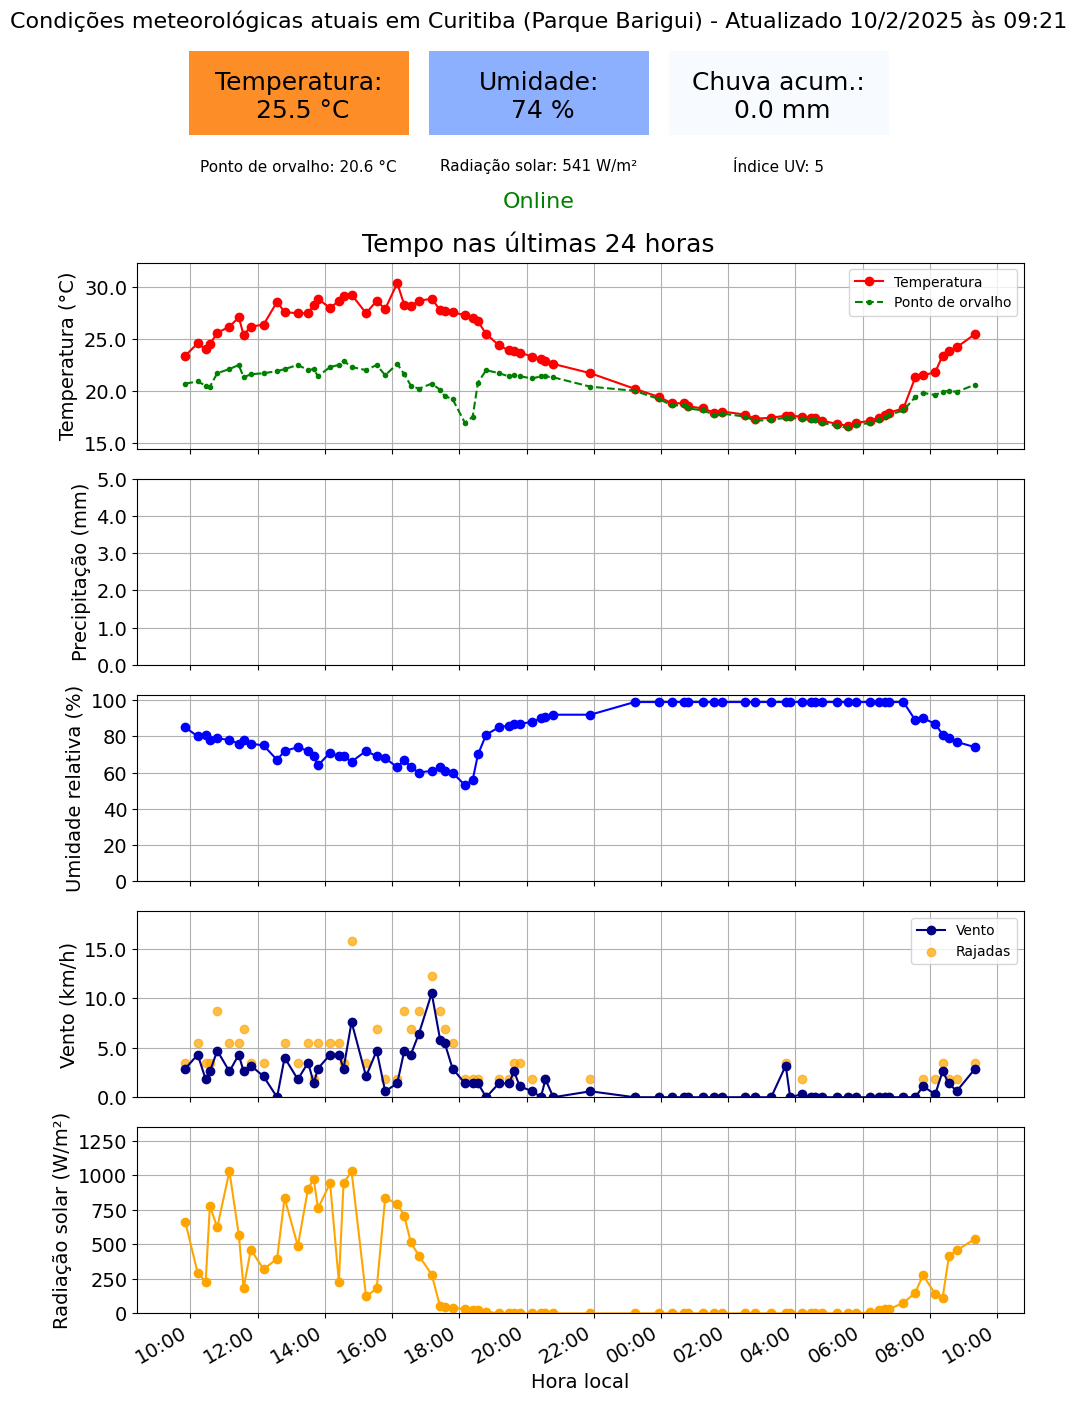 Condições meteorológicas atuais em Curitiba (Parque Barigui) - Atualizado 10/2/2025 às 09:21
Temperatura:
25.5 °C
Umidade:
74 %
Chuva acum.:
0.0 mm
Ponto de orvalho: 20.6 °C
Radiação solar: 541 W/m²
Índice UV: 5
Online
Tempo nas últimas 24 horas
Temperatura (°C)
30.0
25.0
20.0
15.0
Temperatura
Ponto de orvalho
Precipitação (mm)
5.0
4.0
3.0
2.0
1.0
0.0
Umidade relativa (%)
100
80
60
40
20
0
Vento (km/h)
15.0
10.0
5.0
0.0
Vento
Rajadas
Radiação solar (W/m²)
1250
1000
750
500
250
0
10:00
12:00
14:00
16:00
18:00
20:00
22:00
00:00
02:00
04:00
06:00
08:00
10:00
Hora local